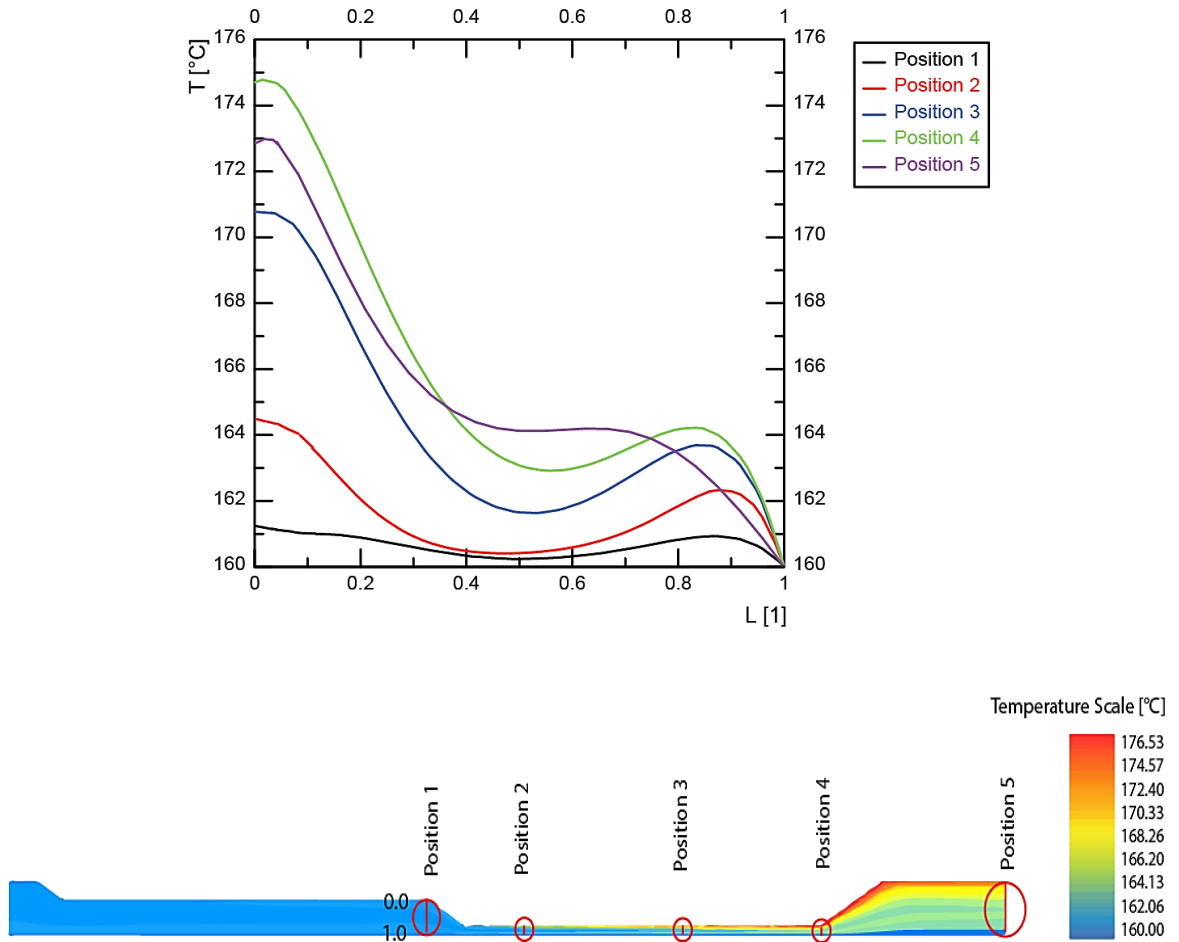 0 0.2 0.4 0.6 0.8 1
176 176
T [°C]
174 174
172 172
170 170
168 168
166 166
164 164
162 162
160 160
0 0.2 0.4 0.6 0.8 1
L [1]
Position 1
Position 2
Position 3
Position 4
Position 5
Temperature Scale [°C]
176.53
174.57
172.40
170.33
168.26
166.20
164.13
162.06
160.00
Position 1
Position 2
Position 3
Position 4
Position 5
0.0
1.0